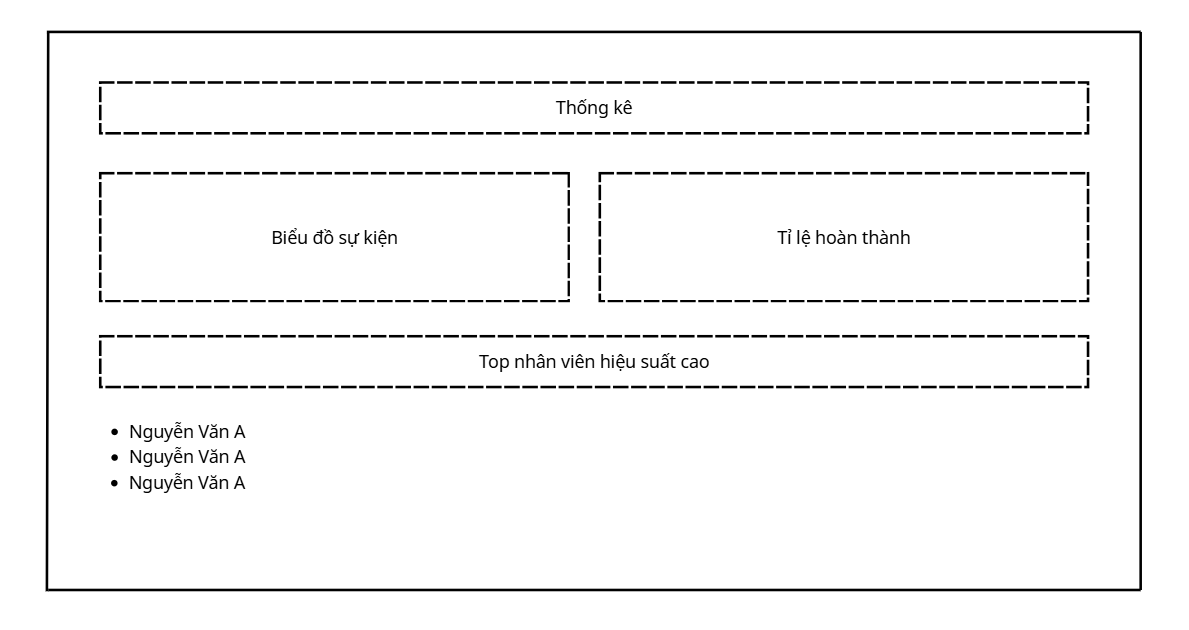 Thống kê
Biểu đồ sự kiện
Tỉ lệ hoàn thành
Top nhân viên hiệu suất cao
Nguyễn Văn A
Nguyễn Văn A
Nguyễn Văn A